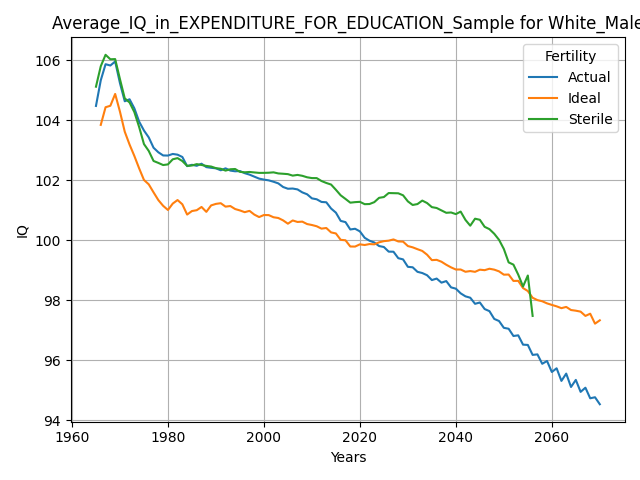 Average_IQ_in_EXPENDITURE_FOR_EDUCATION_Sample for White_Male
106
104
102
100
98
96
94
IQ
Fertility
Actual
Ideal
Sterile
1960
1980
2000
2020
2040
2060
Years